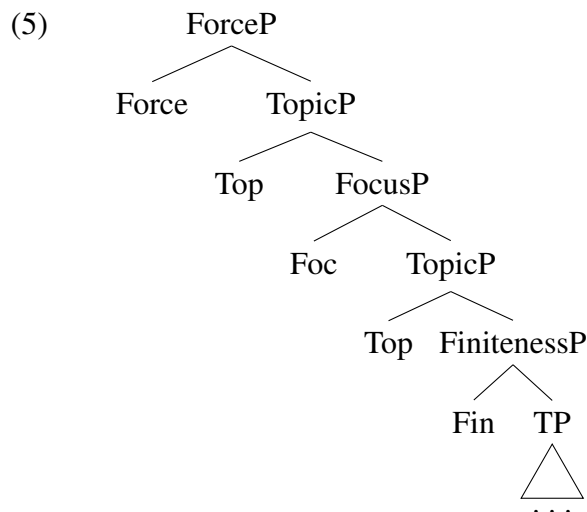 (5) ForceP
Force TopicP
Top FocusP
Foc TopicP
Top FinitenessP
Fin TP
. . .